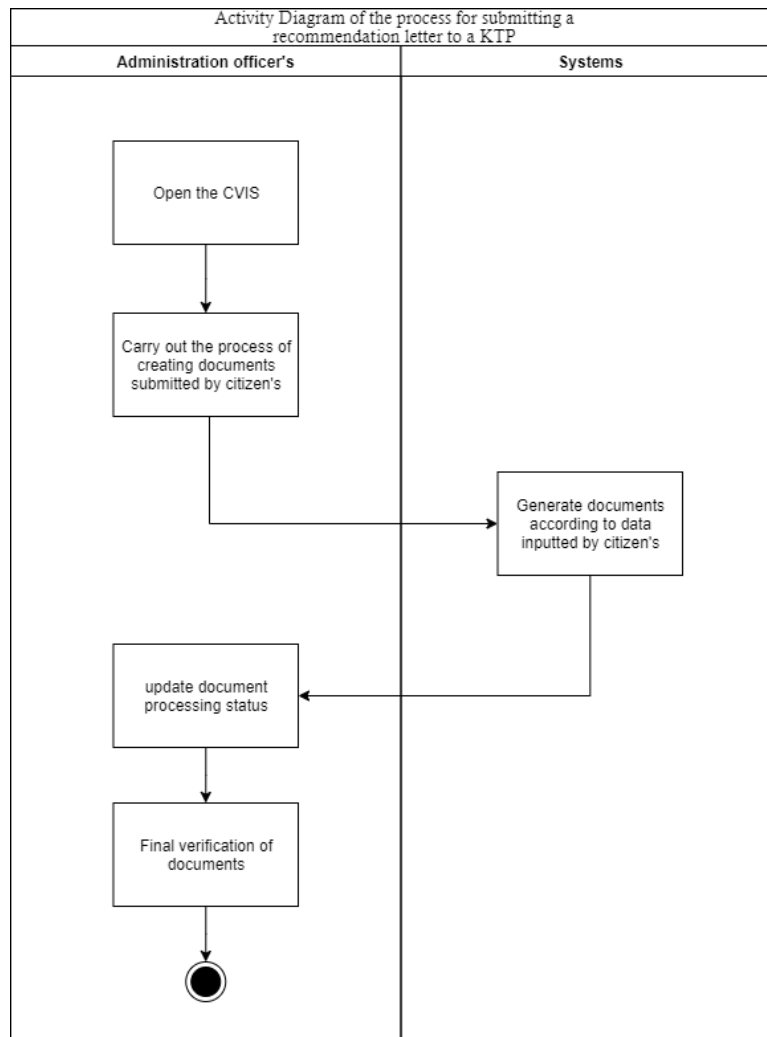 Activity Diagram of the process for submitting a
recommendation letter to a KTP
Administration officer's
Systems
Open the CVIS
Carry out the process of
creating documents
submitted by citizen's
Generate documents
according to data
inputted by citizen's
update document
processing status
Final verification of
documents